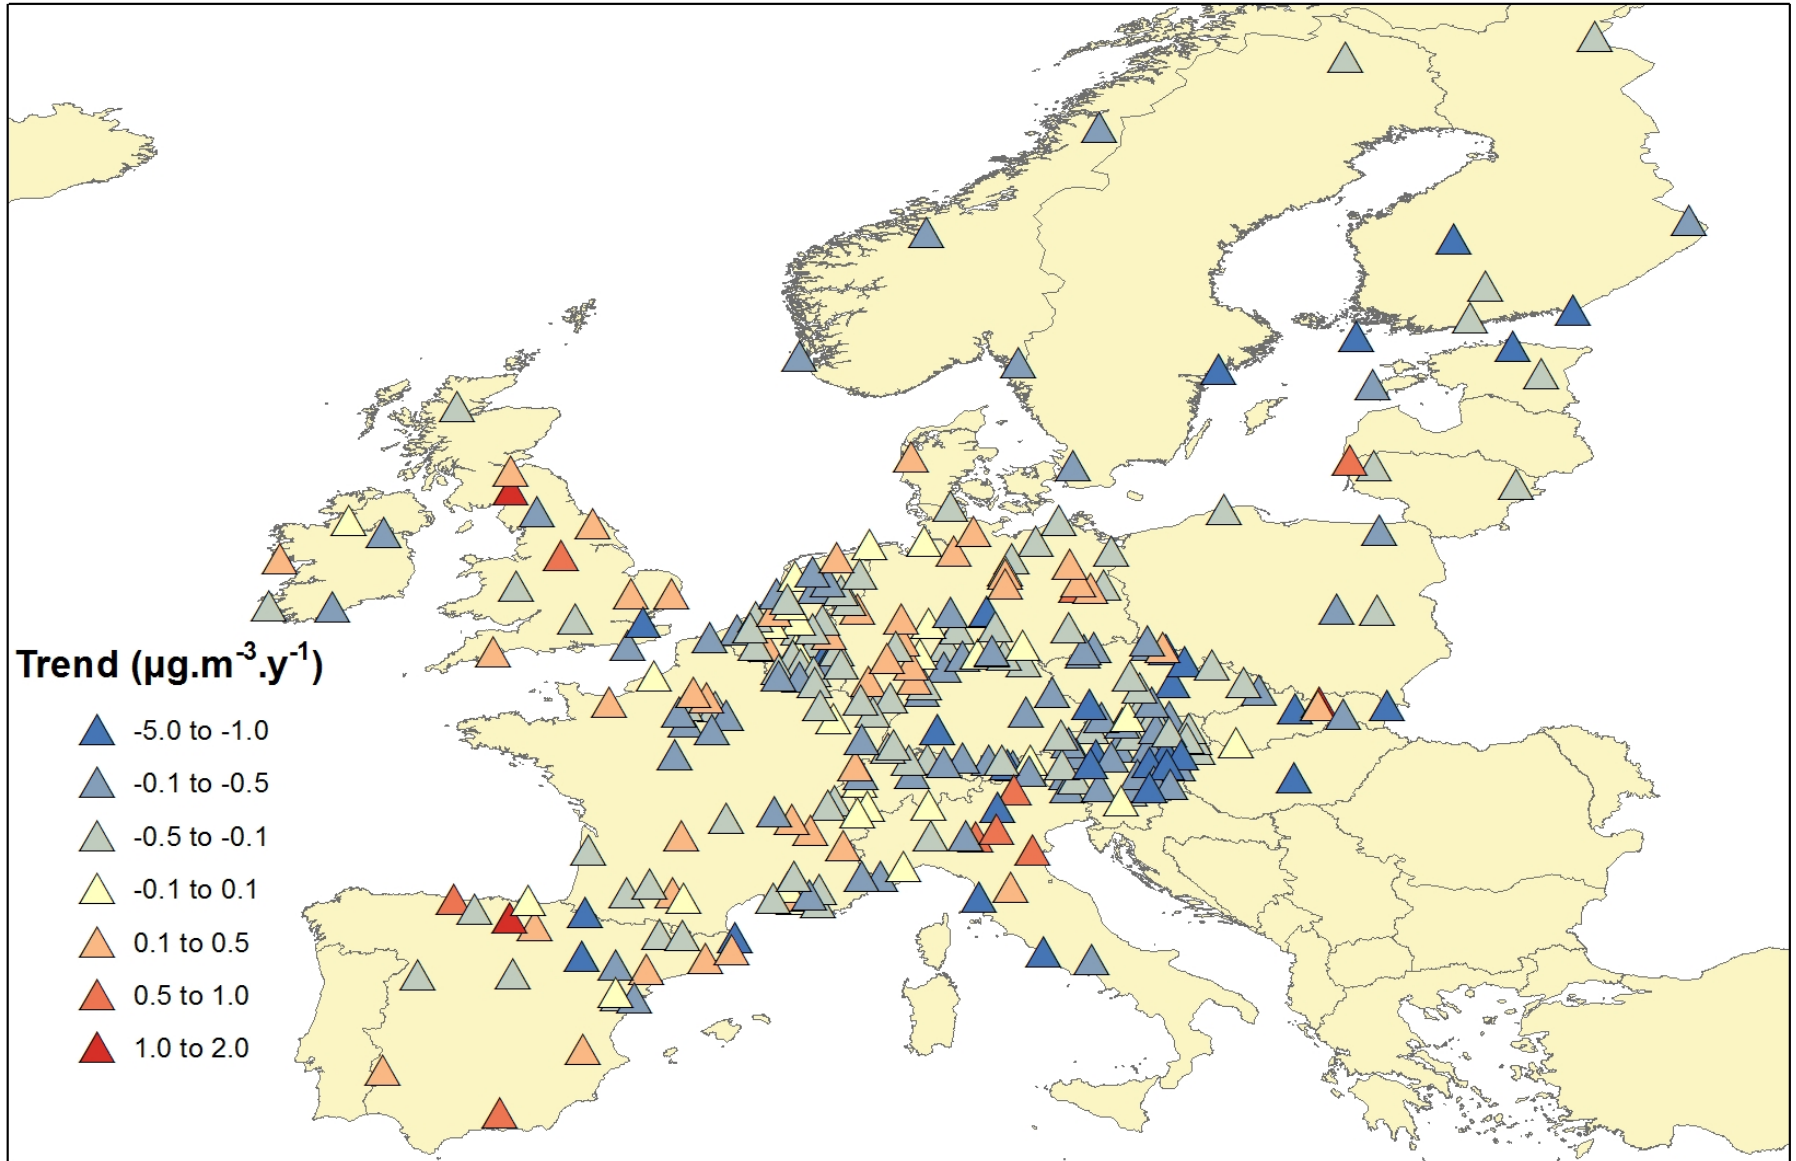 Trend (µg.m⁻³.y⁻¹)
-5.0 to -1.0
-0.1 to -0.5
-0.5 to -0.1
-0.1 to 0.1
0.1 to 0.5
0.5 to 1.0
1.0 to 2.0